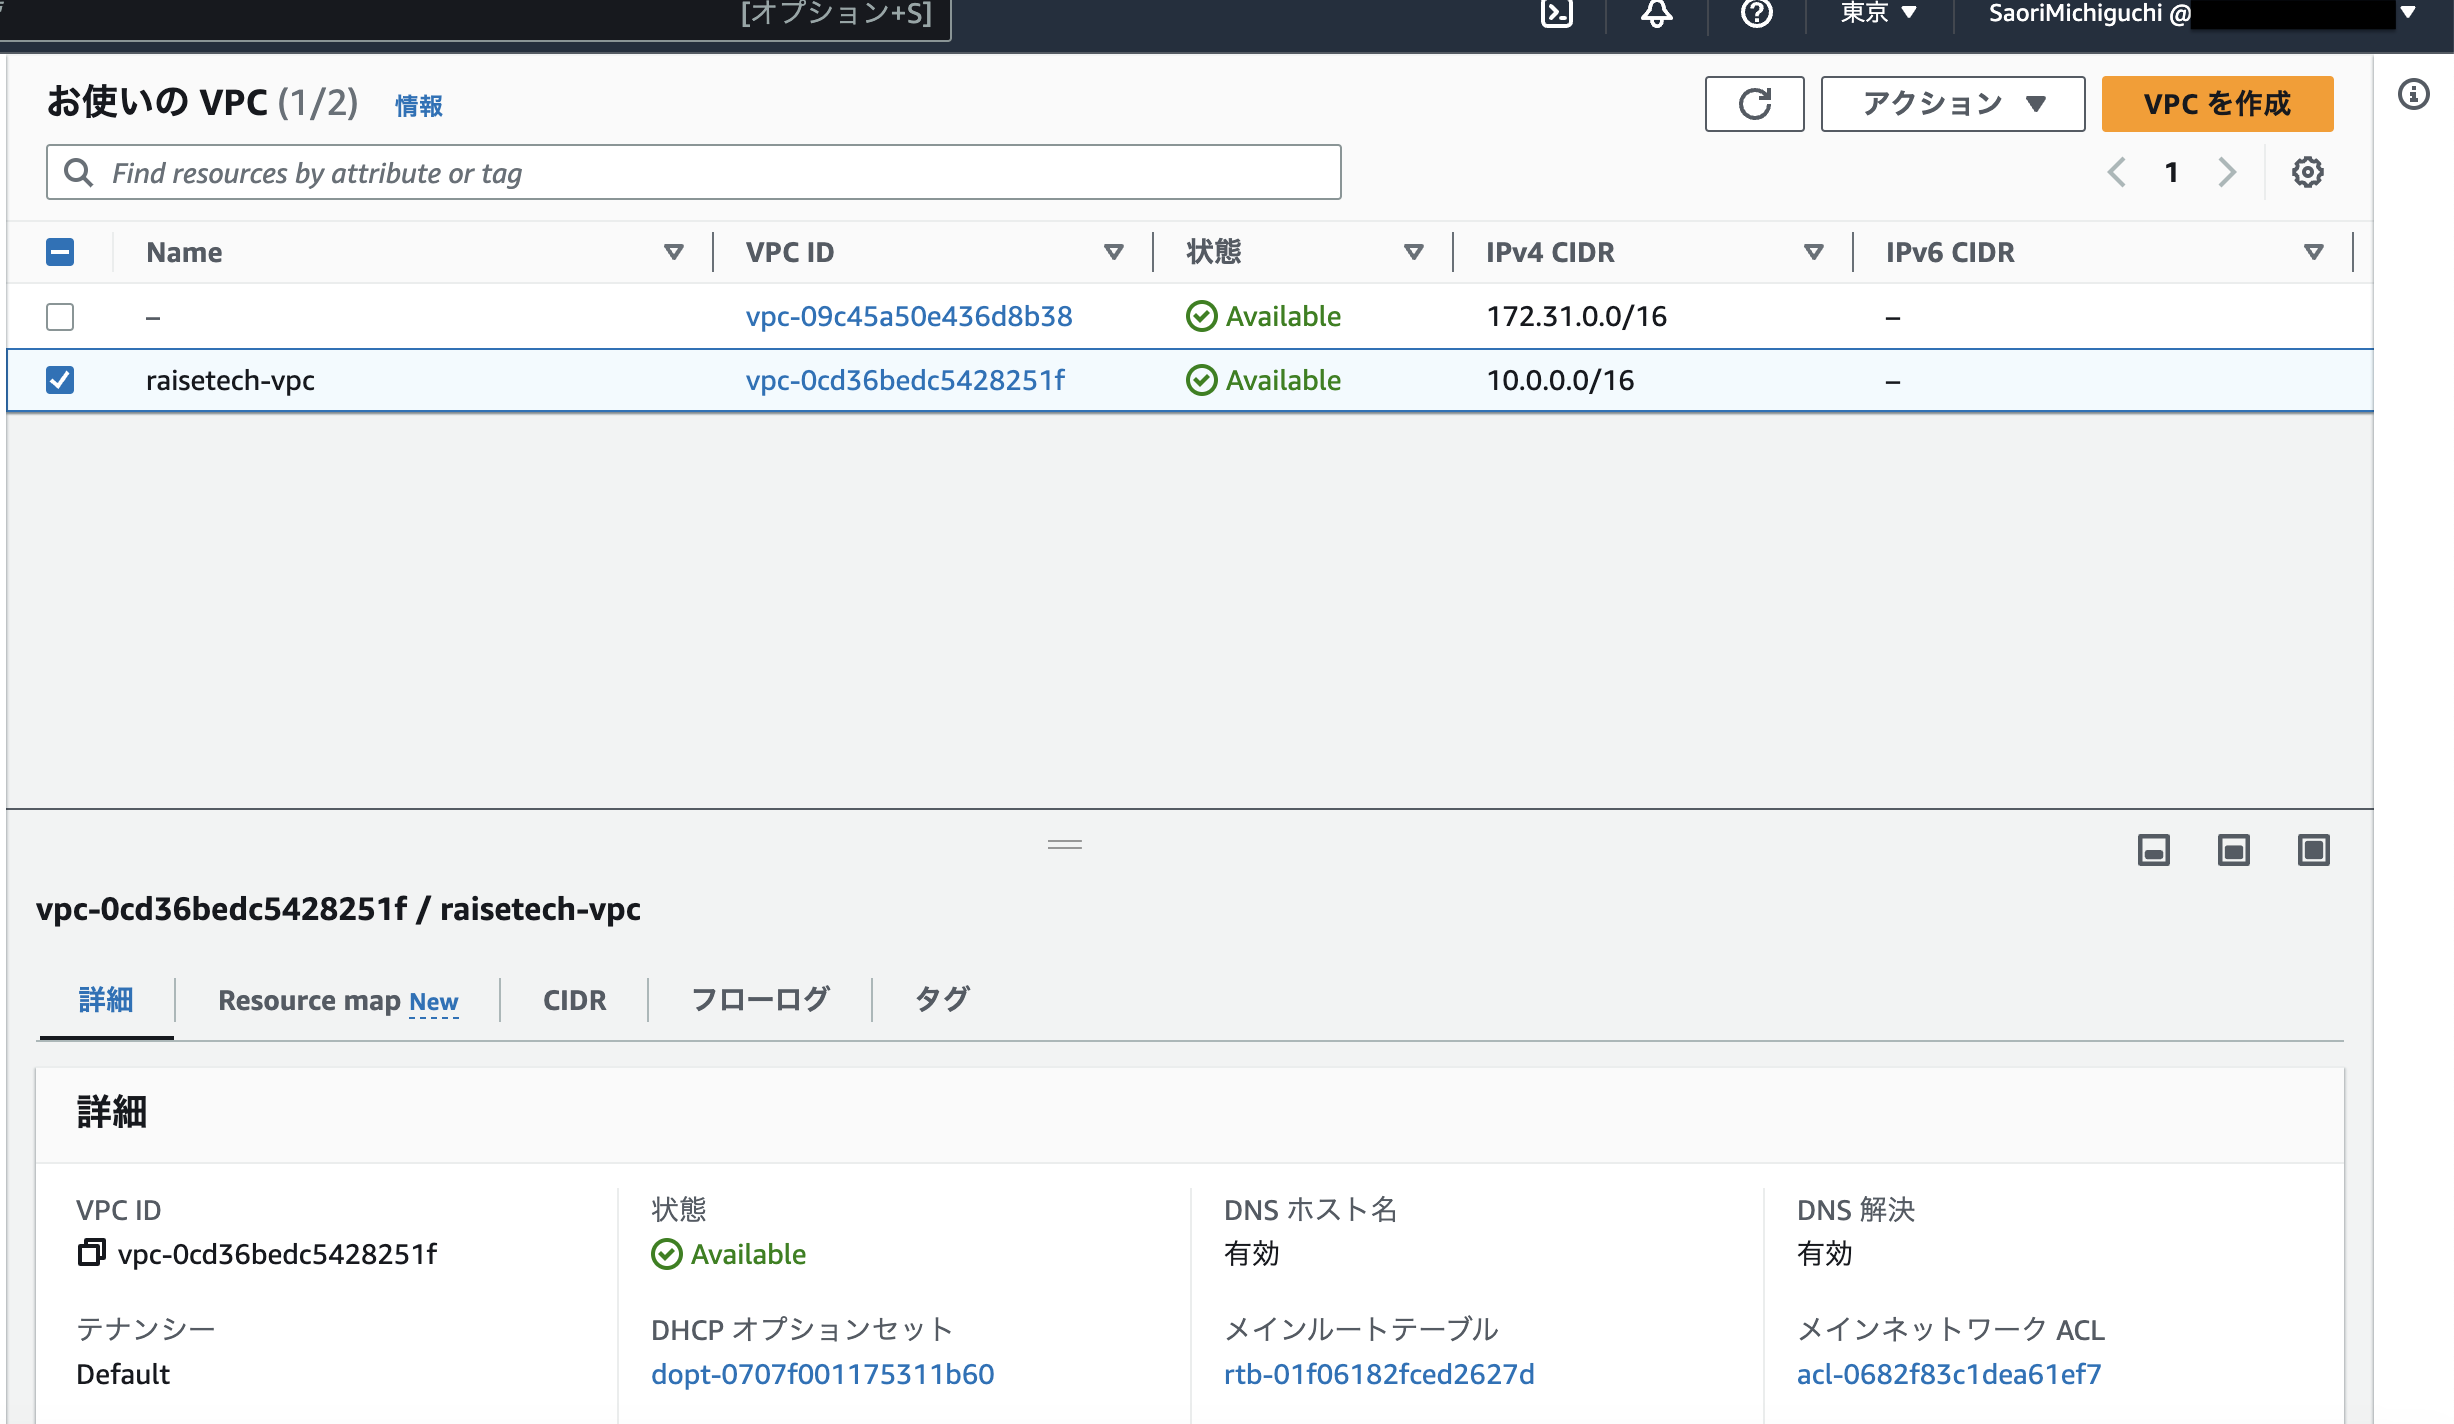 [オプション+S]
東京
SaoriMichiguchi @
お使いの VPC (1/2) 情報
アクション
VPC を作成
Find resources by attribute or tag
1
Name VPC ID 状態 IPv4 CIDR IPv6 CIDR
– vpc-09c45a50e436d8b38 Available 172.31.0.0/16 –
raisetech-vpc vpc-0cd36bedc5428251f Available 10.0.0.0/16 –
vpc-0cd36bedc5428251f / raisetech-vpc
詳細 Resource map New CIDR フローログ タグ
詳細
VPC ID 状態 DNS ホスト名 DNS 解決
vpc-0cd36bedc5428251f Available 有効 有効
テナンシー DHCP オプションセット メインルートテーブル メインネットワーク ACL
Default dopt-0707f001175311b60 rtb-01f06182fced2627d acl-0682f83c1dea61ef7